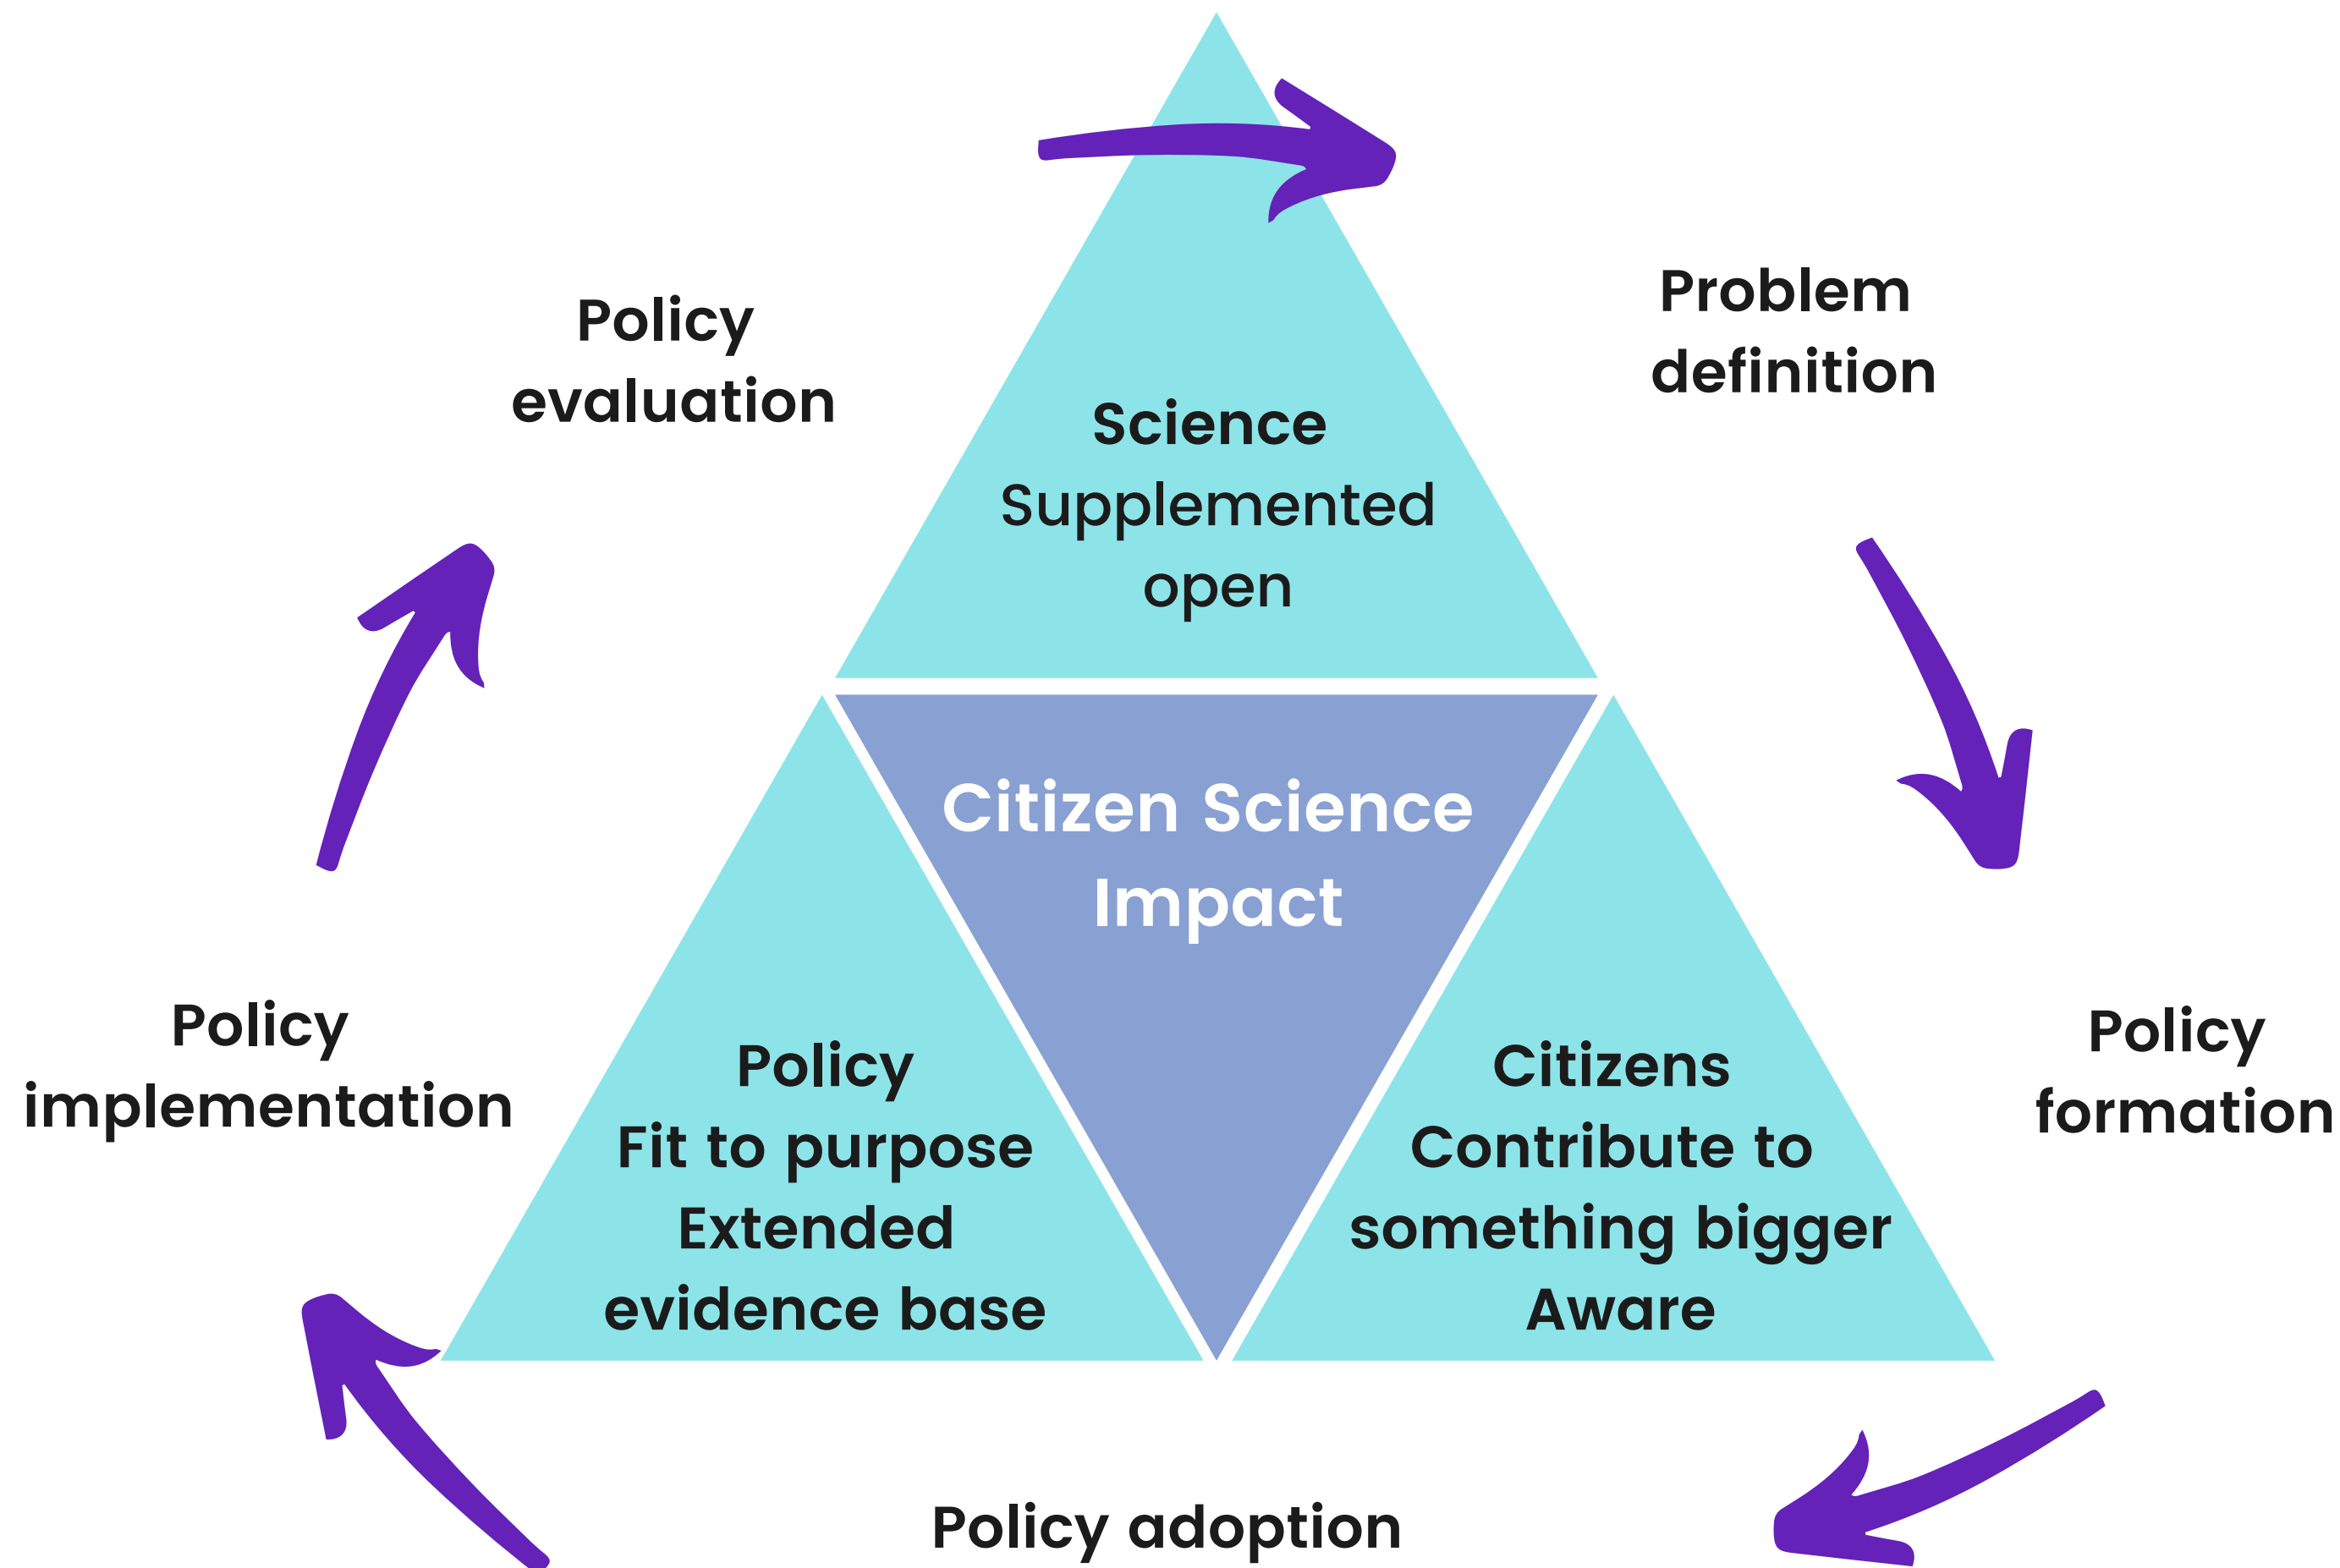 Policy
evaluation
Problem
definition
Science
Supplemented
open
Citizen Science
Impact
Policy
implementation
Policy
Fit to purpose
Extended
evidence base
Citizens
Contribute to
something bigger
Aware
Policy
formation
Policy adoption